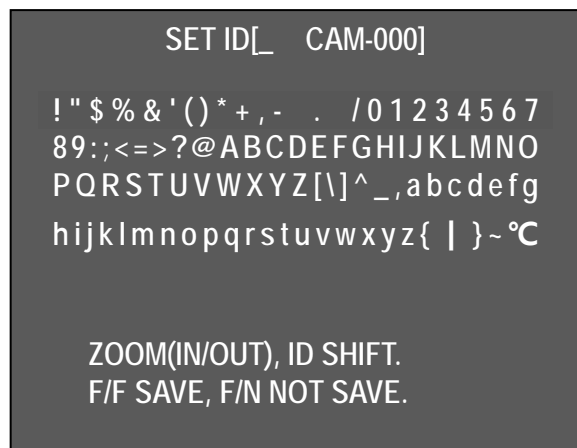 SET ID[_ CAM-000]
! " $ % & ' ( ) * + , - . / 0 1 2 3 4 5 6 7
8 9 : ; < = > ? @ A B C D E F G H I J K L M N O
P Q R S T U V W X Y Z [ \ ] ^ _ , a b c d e f g
h i j k l m n o p q r s t u v w x y z { | } ~ ℃
ZOOM(IN/OUT), ID SHIFT.
F/F SAVE, F/N NOT SAVE.